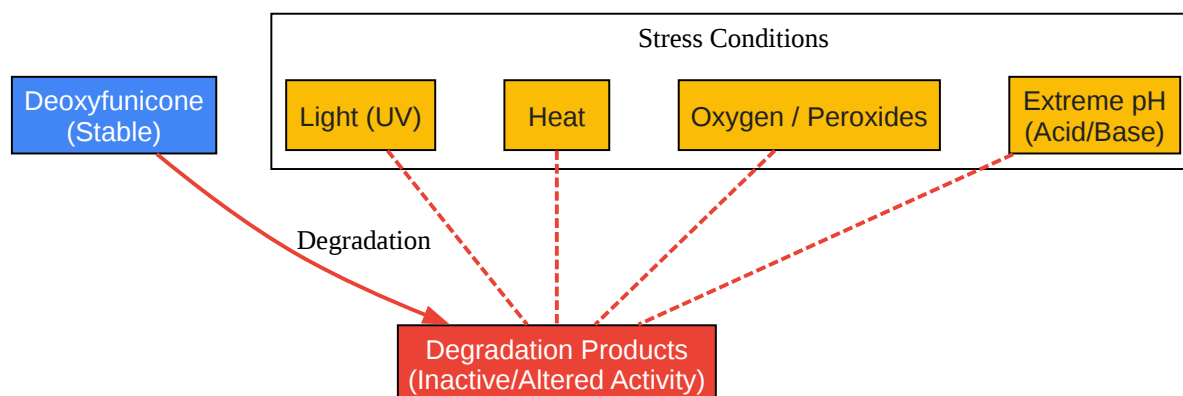 Stress Conditions
Deoxyfunicone
(Stable)
Light (UV)
Heat
Oxygen / Peroxides
Extreme pH
(Acid/Base)
Degradation
Degradation Products
(Inactive/Altered Activity)